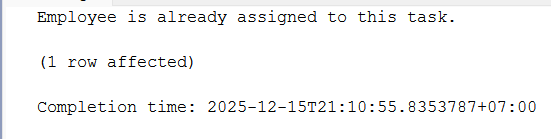 Employee is already assigned to this task.
(1 row affected)
Completion time: 2025-12-15T21:10:55.8353787+07:00